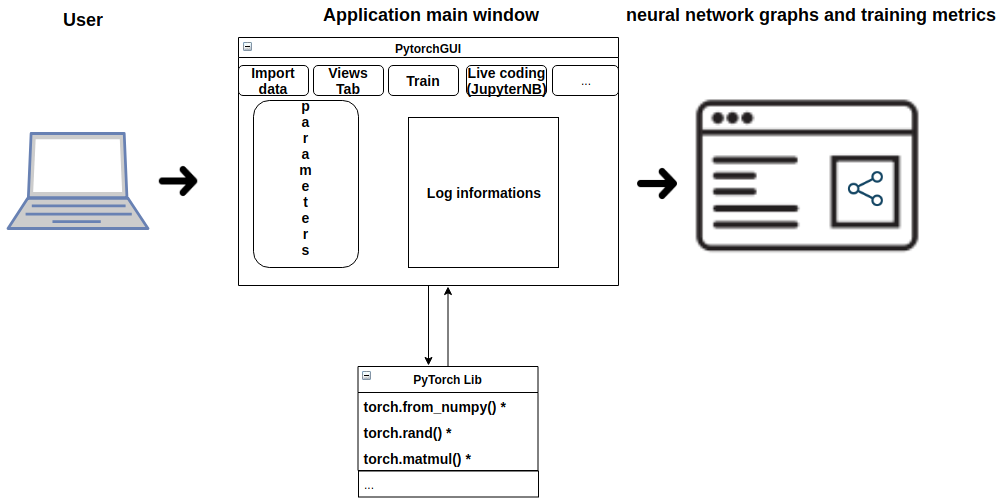 User
Application main window
neural network graphs and training metrics
PytorchGUI
Import
data
Views
Tab
Train
Live coding
(JupyterNB)
...
p
a
r
a
m
e
t
e
r
s
Log informations
PyTorch Lib
torch.from_numpy() *
torch.rand() *
torch.matmul() *
...